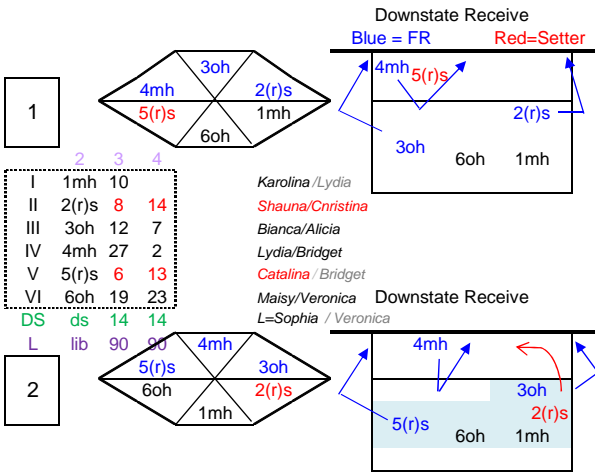 Downstate Receive
Blue = FR Red=Setter
3oh
4mh 2(r)s
5(r)s 1mh
6oh
1
4mh 5(r)s
2(r)s
3oh
6oh 1mh
2 3 4
I 1mh 10
II 2(r)s 8 14
III 3oh 12 7
IV 4mh 27 2
V 5(r)s 6 13
VI 6oh 19 23
DS ds 14 14
L lib 90 90
Karolina /Lydia
Shauna/Cnristina
Bianca/Alicia
Lydia/Bridget
Catalina / Bridget
Maisy/Veronica
L=Sophia / Veronica
Downstate Receive
4mh
5(r)s 3oh
6oh 2(r)s
1mh
2
4mh
3oh
2(r)s
5(r)s
6oh 1mh